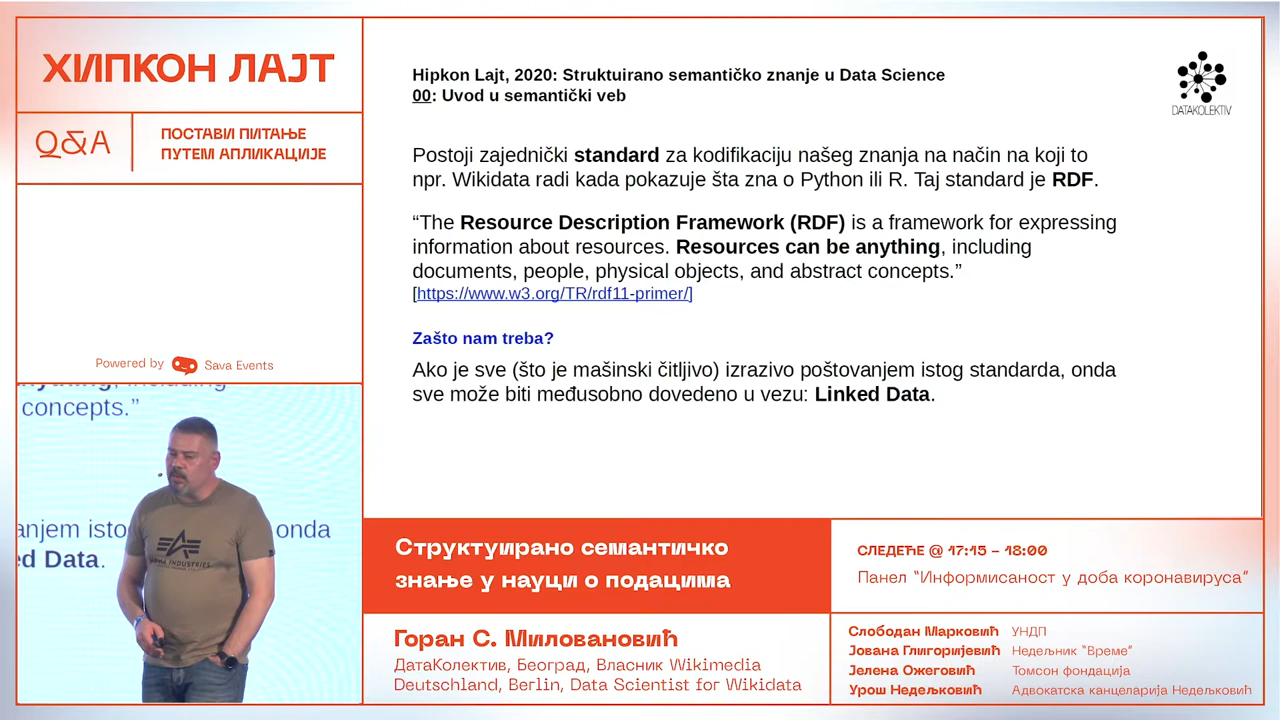 ХИПКОН ЛАЈТ
Q&A
ПОСТАВИ ПИТАЊЕ
ПУТЕМ АПЛИКАЦИЈЕ
Powered by Sava Events
concepts.”
anjem isto onda
d Data.
INDUSTRIES
Hipkon Lajt, 2020: Struktuirano semantičko znanje u Data Science
00: Uvod u semantički veb
DATAKOLEKTIV
Postoji zajednički standard za kodifikaciju našeg znanja na način na koji to
npr. Wikidata radi kada pokazuje šta zna o Python ili R. Taj standard je RDF.
“The Resource Description Framework (RDF) is a framework for expressing
information about resources. Resources can be anything, including
documents, people, physical objects, and abstract concepts.”
[https://www.w3.org/TR/rdf11-primer/]
Zašto nam treba?
Ako je sve (što je mašinski čitljivo) izrazivo poštovanjem istog standarda, onda
sve može biti međusobno dovedeno u vezu: Linked Data.
Структуирано семантичко
знање у науци о подацима
Горан С. Миловановић
ДатаКолектив, Београд, Власник Wikimedia
Deutschland, Berlin, Data Scientist for Wikidata
СЛЕДЕЋЕ @ 17:15 – 18:00
Панел “Информисаност у доба коронавируса”
Слободан Марковић УНДП
Јована Глигоријевић Недељник “Време”
Јелена Ожеговић Томсон фондација
Урош Недељковић Адвокатска канцеларија Недељковић